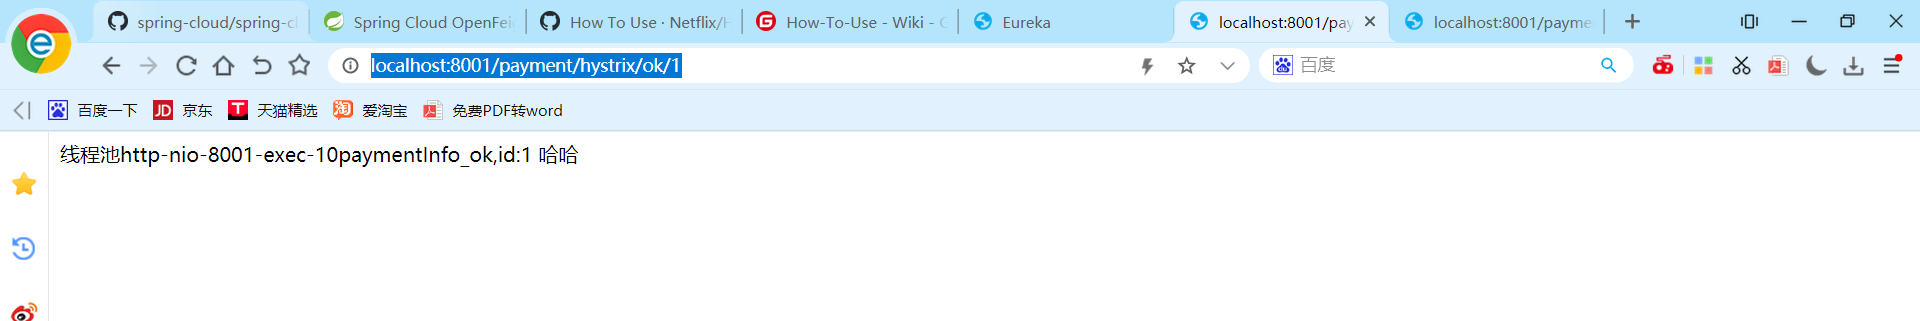 spring-cloud/spring-c
Spring Cloud OpenFei
How To Use · Netflix/H
How-To-Use - Wiki - G
Eureka
localhost:8001/pay
localhost:8001/payme
localhost:8001/payment/hystrix/ok/1
百度
百度一下
JD 京东
天猫精选
淘 爱淘宝
免费PDF转word
线程池http-nio-8001-exec-10paymentInfo_ok,id:1 哈哈